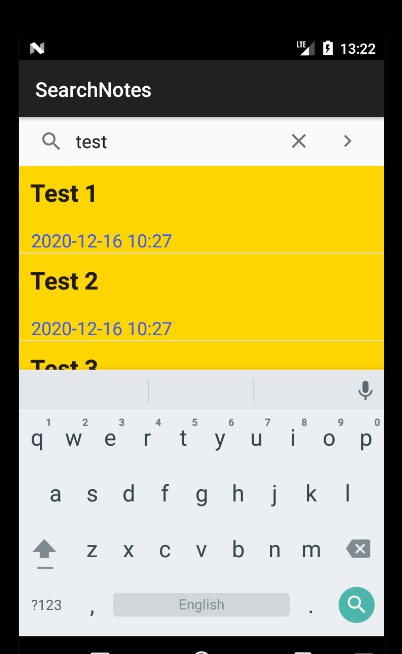 LTE 13:22
SearchNotes
test
Test 1
2020-12-16 10:27
Test 2
2020-12-16 10:27
Test 3
1 2 3 4 5 6 7 8 9 0
q w e r t y u i o p
a s d f g h j k l
z x c v b n m
?123 , English .